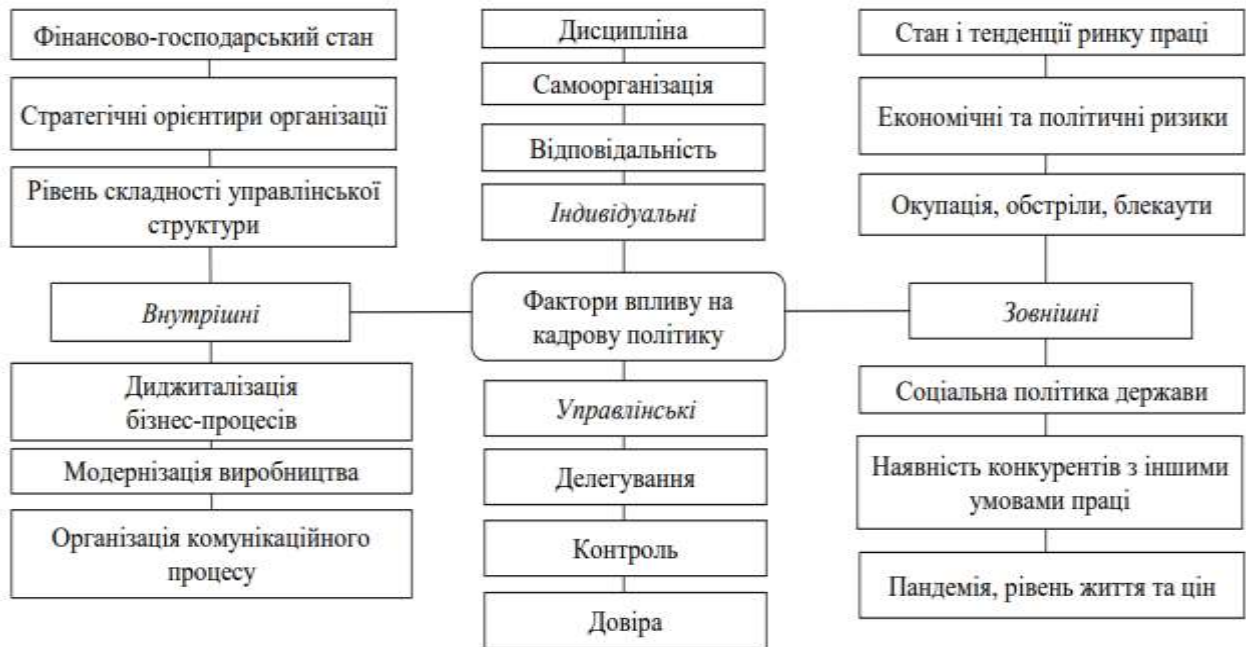 Фінансово-господарський стан
Стратегічні орієнтири організації
Рівень складності управлінської
структури
Внутрішні
Диджиталізація
бізнес-процесів
Модернізація виробництва
Організація комунікаційного
процесу
Дисципліна
Самоорганізація
Відповідальність
Індивідуальні
Фактори впливу на
кадрову політику
Управлінські
Делегування
Контроль
Довіра
Стан і тенденції ринку праці
Економічні та політичні ризики
Окупація, обстріли, блекаути
Зовнішні
Соціальна політика держави
Наявність конкурентів з іншими
умовами праці
Пандемія, рівень життя та цін